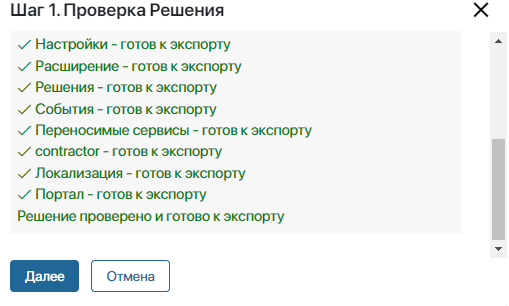 Шаг 1. Проверка Решения
Настройки - готов к экспорту
Расширение - готов к экспорту
Решения - готов к экспорту
События - готов к экспорту
Переносимые сервисы - готов к экспорту
contractor - готов к экспорту
Локализация - готов к экспорту
Портал - готов к экспорту
Решение проверено и готово к экспорту
Далее
Отмена